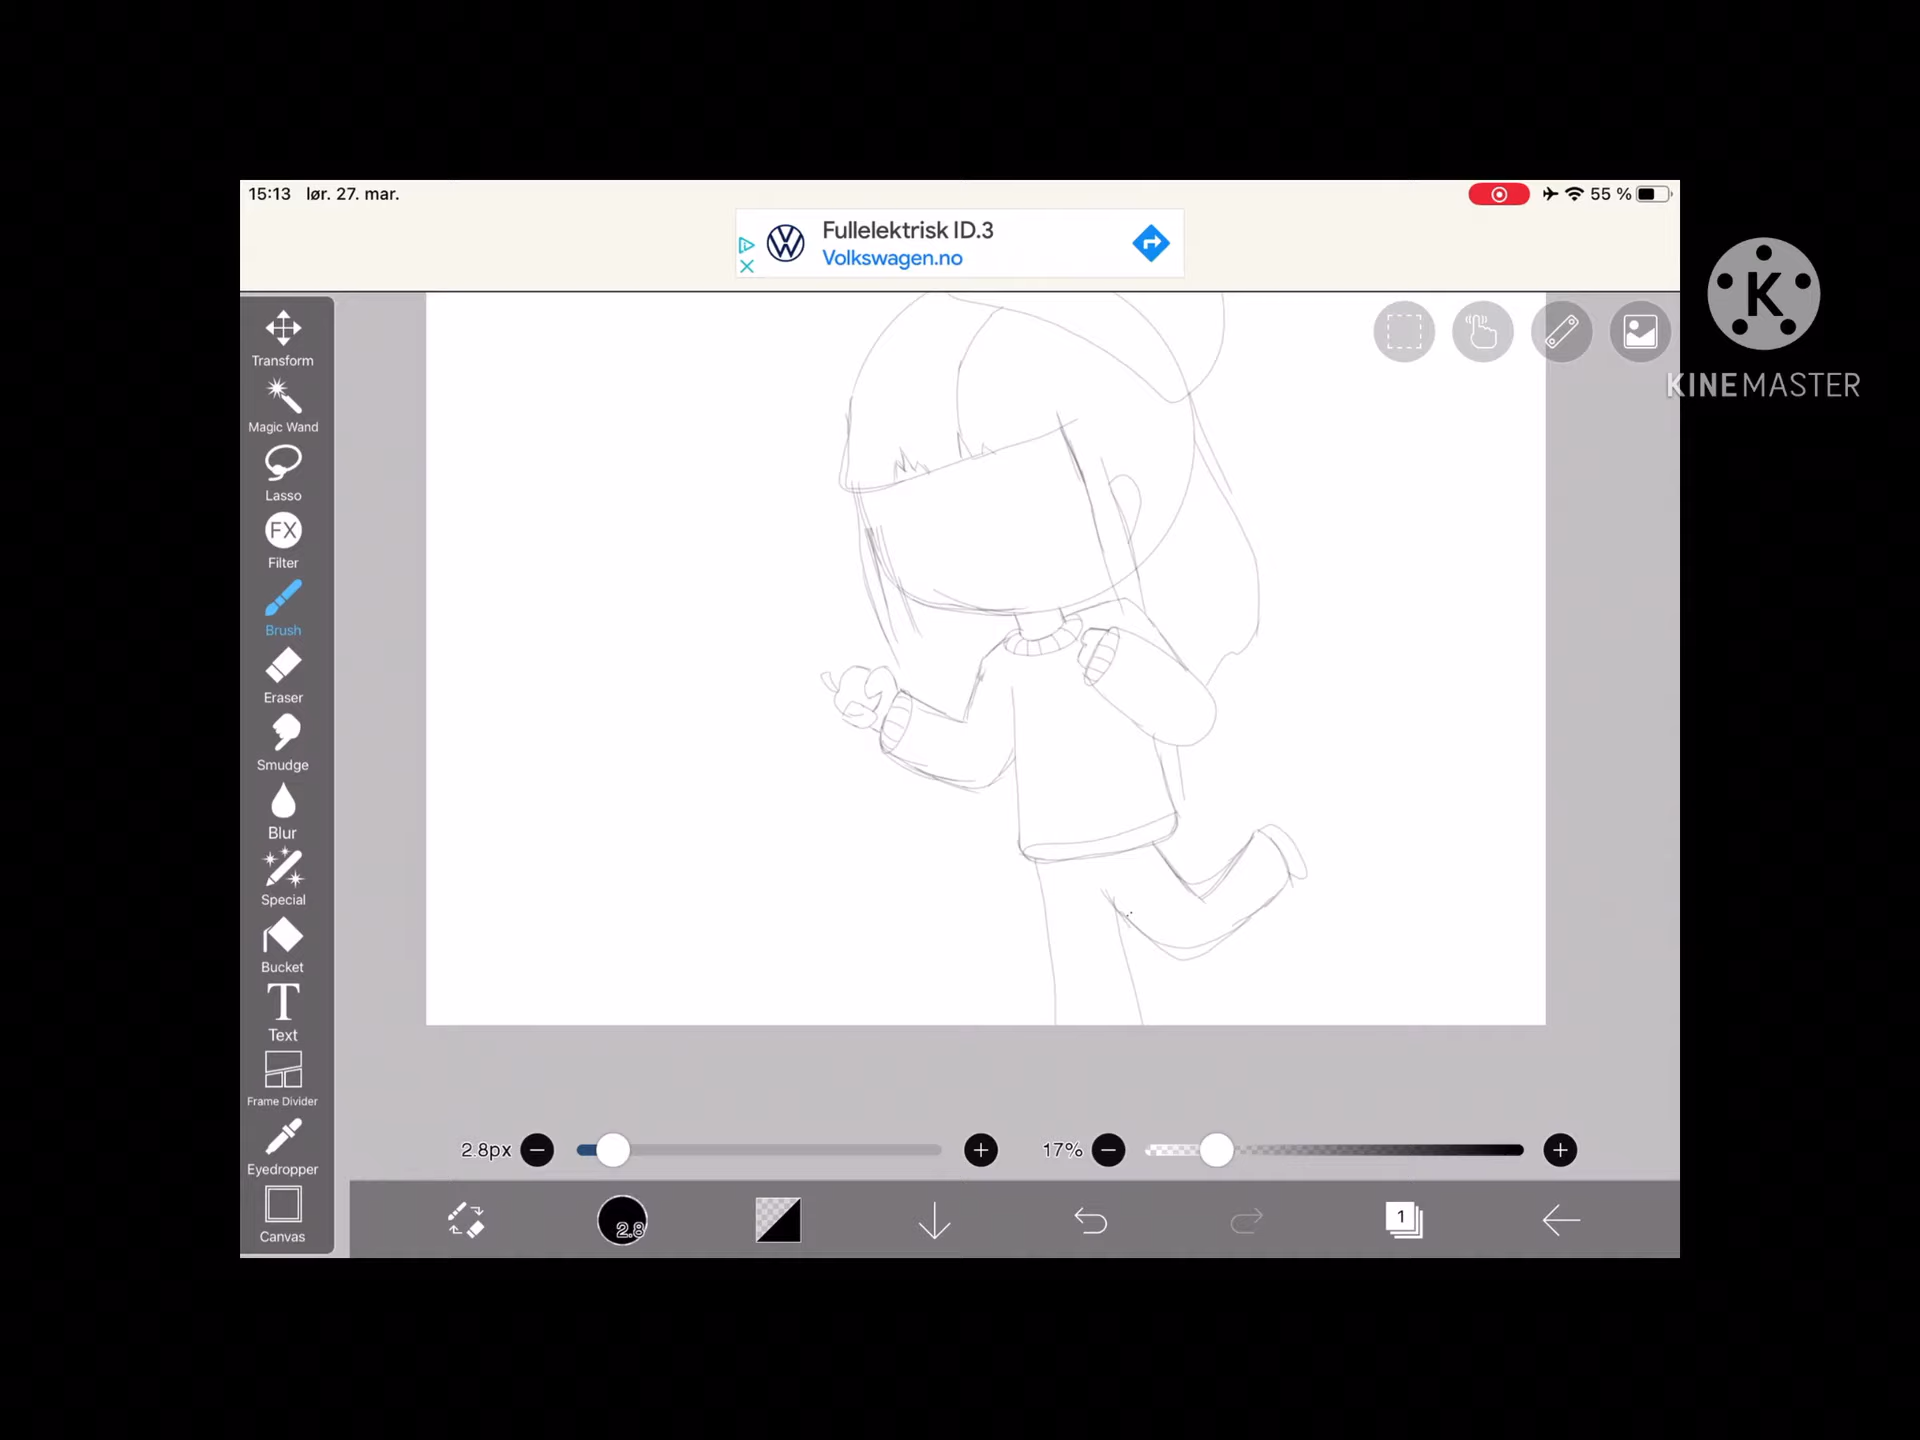 15:13 lør. 27. mar.
55 %
Fullelektrisk ID.3
Volkswagen.no
K
KINEMASTER
Transform
Magic Wand
Lasso
FX
Filter
Brush
Eraser
Smudge
Blur
Special
Bucket
T
Text
Frame Divider
Eyedropper
Canvas
2.8px
17%
2.8
1